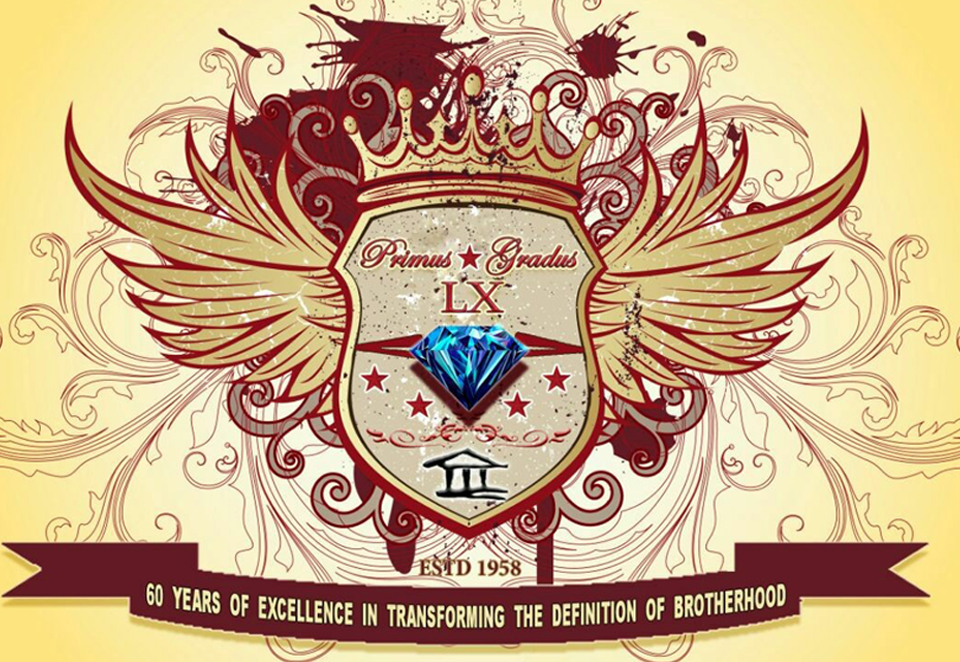 Primus ★ Gradus
LX
ESTD 1958
60 YEARS OF EXCELLENCE IN TRANSFORMING THE DEFINITION OF BROTHERHOOD